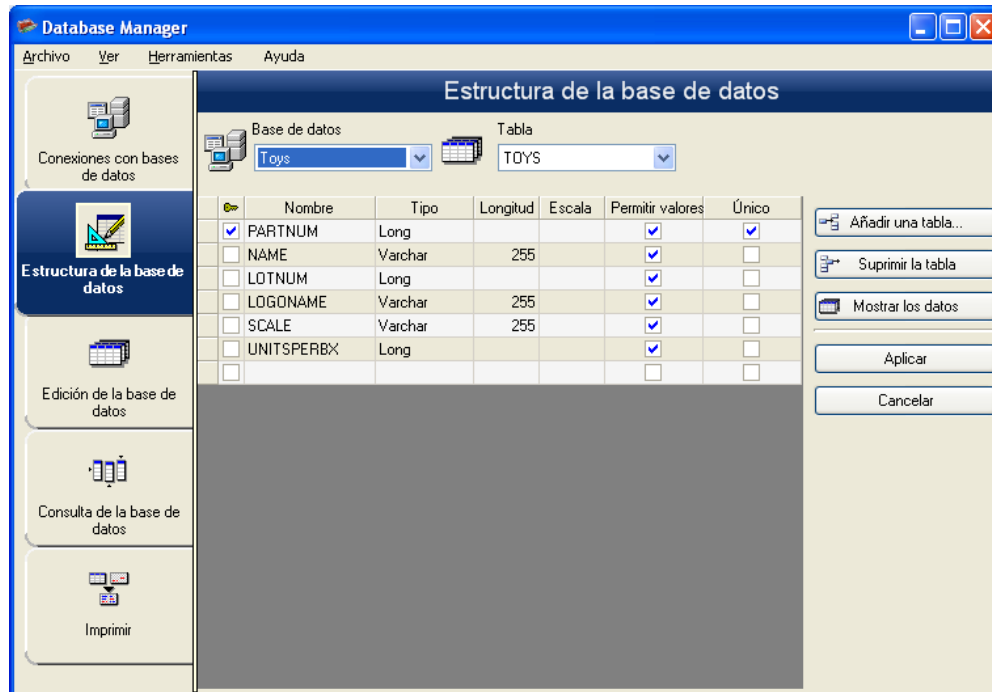 Database Manager
Archivo Ver Herramientas Ayuda
Estructura de la base de datos
Conexiones con bases
de datos
Estructura de la base de
datos
Edición de la base de
datos
Consulta de la base de
datos
Imprimir
Base de datos
Toys
Tabla
TOYS
Nombre Tipo Longitud Escala Permitir valores Único
PARTNUM Long
NAME Varchar 255
LOTNUM Long
LOGONAME Varchar 255
SCALE Varchar 255
UNITSPERBX Long
Añadir una tabla...
Suprimir la tabla
Mostrar los datos
Aplicar
Cancelar